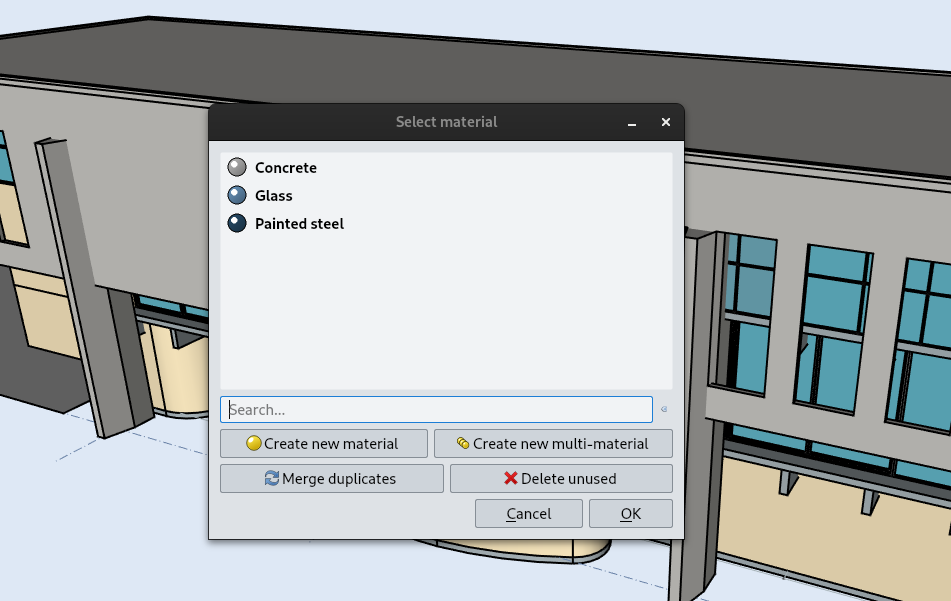 Select material
Concrete
Glass
Painted steel
Search...
Create new material
Create new multi-material
Merge duplicates
Delete unused
Cancel
OK